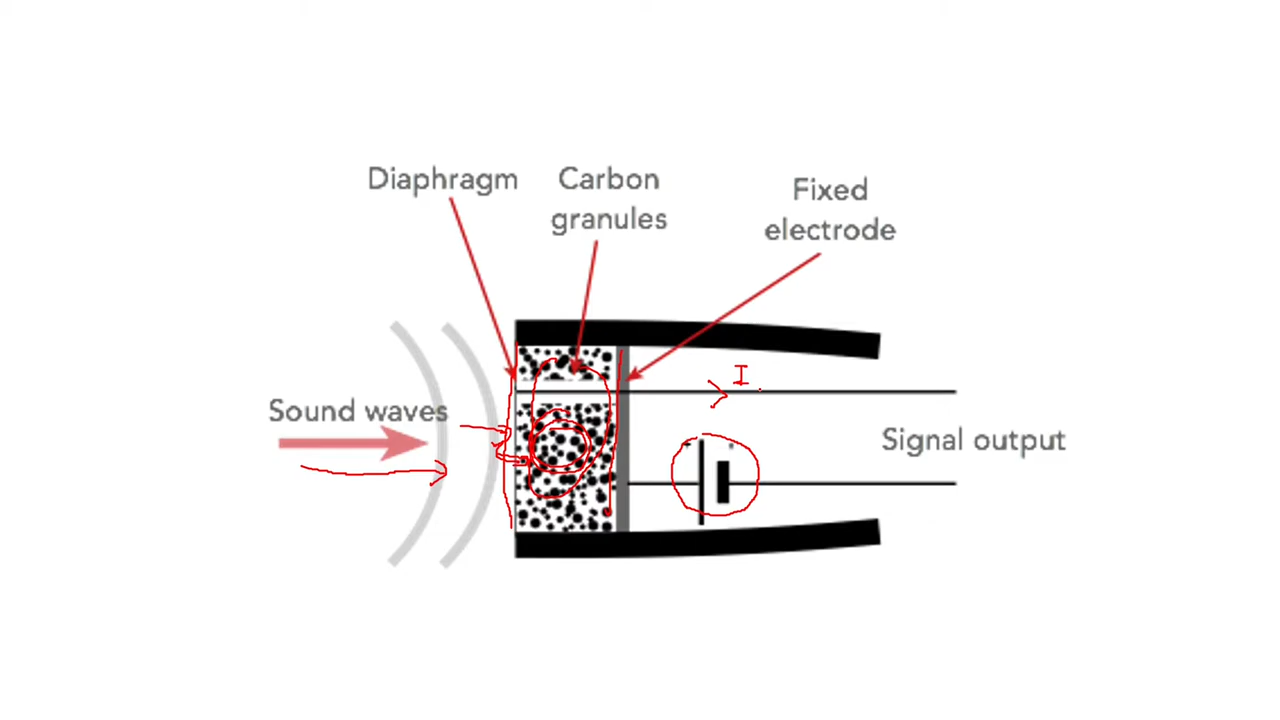 Diaphragm
Carbon
granules
Fixed
electrode
I
Sound waves
Signal output